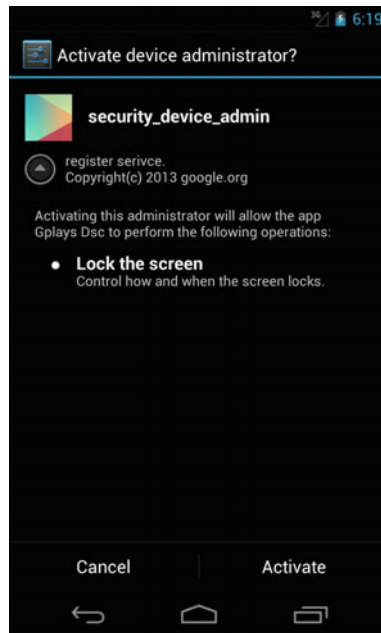 3G 6:19
Activate device administrator?
security_device_admin
register serivce.
Copyright(c) 2013 google.org
Activating this administrator will allow the app
Gplays Dsc to perform the following operations:
• Lock the screen
Control how and when the screen locks.
Cancel Activate